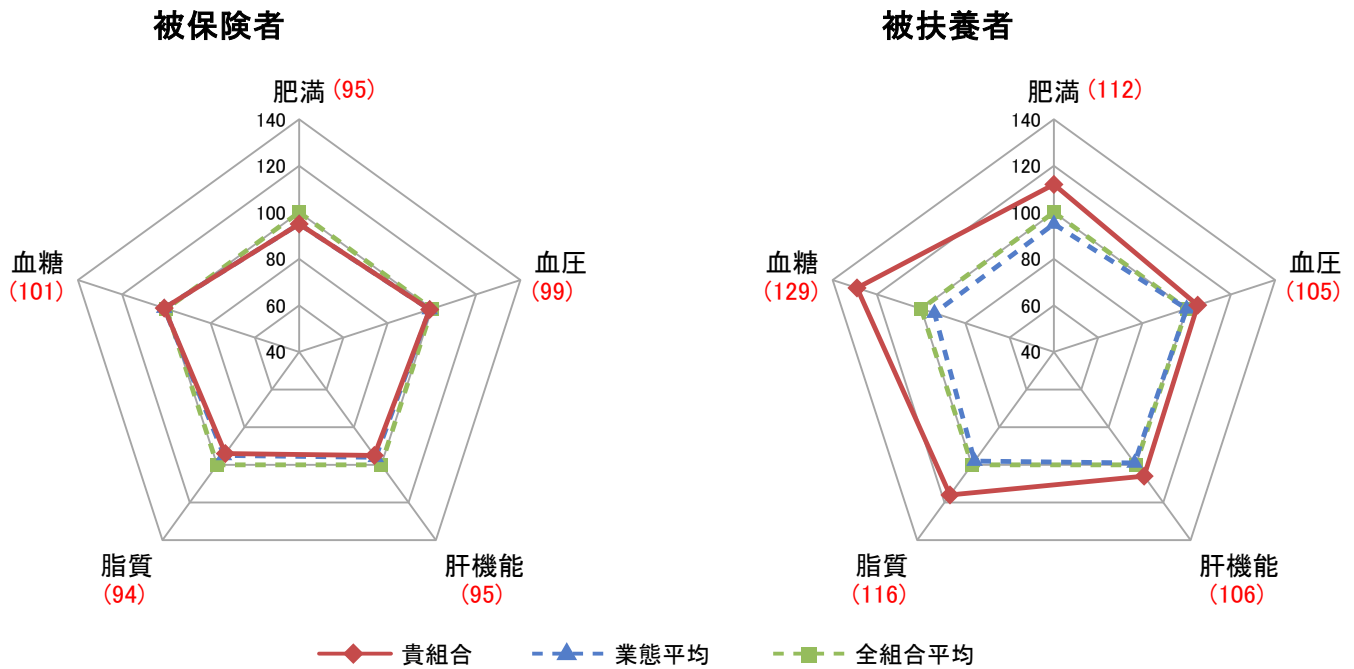 被保険者
肥満(95)
140
120
100
80
60
40
血圧
(99)
肝機能
(95)
脂質
(94)
血糖
(101)
被扶養者
肥満(112)
140
120
100
80
60
40
血圧
(105)
肝機能
(106)
脂質
(116)
血糖
(129)
貴組合 業態平均 全組合平均